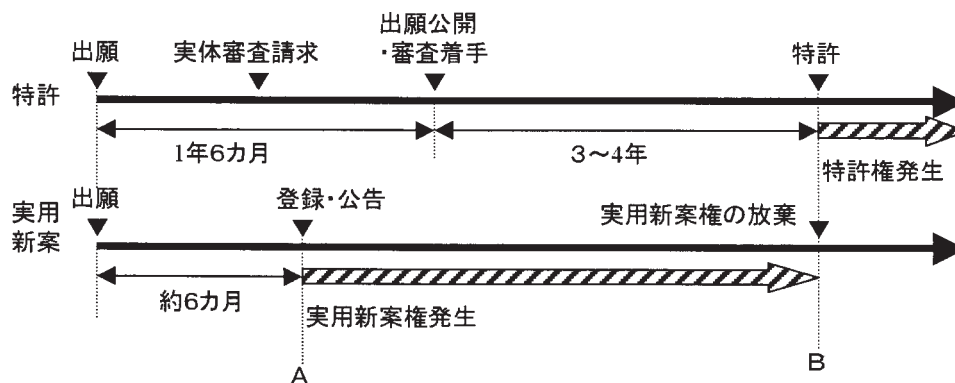 出願
実体審査請求
出願公開
・審査着手
特許
特許
1年6カ月
3～4年
特許権発生
出願
登録・公告
実用新案権の放棄
実用
新案
約6カ月
実用新案権発生
A
B